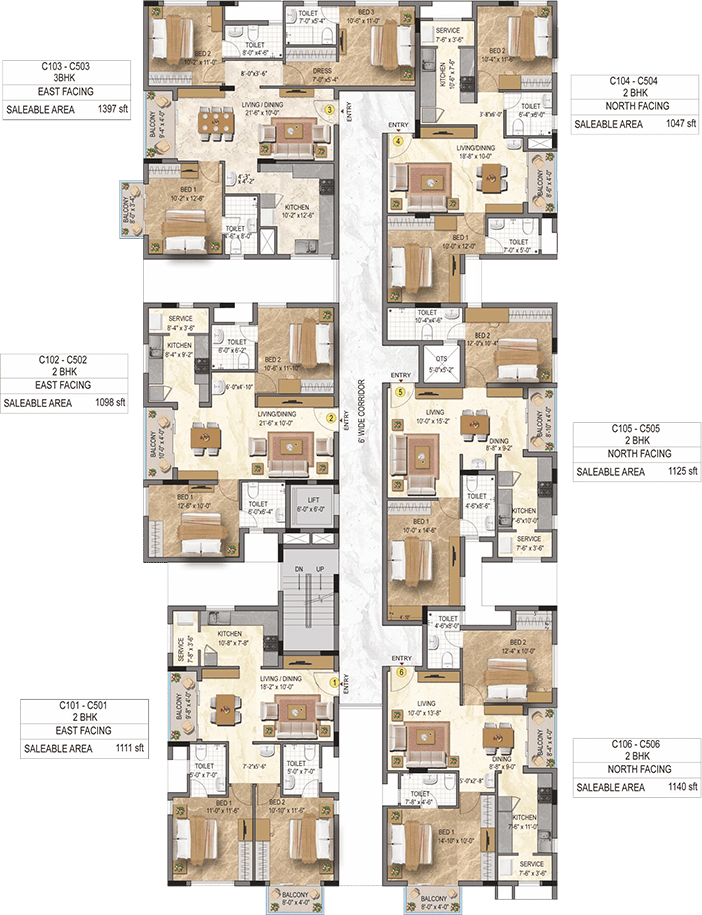 C103 - C503
3BHK
EAST FACING
SALEABLE AREA 1397 sft
BED 2
10'-2" x 11'-0"
TOILET
8'-0" x4'-6"
TOILET
7'-0" x5'-4"
BED 3
10'-6" x 11'-0"
8'-0"x3'-6"
DRESS
7'-0" x5'-4"
BALCONY
9'-4" x 4'-0"
LIVING / DINING
21'-6" x 10'-0"
3
ENTRY
BED 1
10'-2" x 12'-6"
4'-3"
x 4'-2"
BALCONY
TOILET
KITCHEN
10'-2" x12'-6"
C104 - C504
2 BHK
NORTH FACING
SALEABLE AREA 1047 sft
SERVICE
7'-6" x 3'-6"
KITCHEN
10'-6" x 7'-6"
BED 2
10'-4" x 11'-6"
TOILET
6'-4"x6'-0"
3'-8"x6'-0"
ENTRY
4
LIVING/DINING
18'-8" x 10-0"
BALCONY
8'-6" x 4'-0"
BED 1
10'-0" x 12'-0"
TOILET
7'-0" x 5'-0"
C102 - C502
2 BHK
EAST FACING
SALEABLE AREA 1098 sft
SERVICE
8'-4" x 3'-6"
KITCHEN
8'-4" x 9'-2"
TOILET
6'-0" x 6'-2"
BED 2
10'-6" x 11'-10"
6'-0"x4'-10"
BALCONY
10'-0" x 4'-0"
LIVING/DINING
21'-6" x 10'-0"
2
ENTRY
BED 1
12'-6" x 10'-0"
TOILET
6'-0"x6'-4"
LIFT
6'-0" x 6'-0"
6' WIDE CORRIDOR
DN UP
C105 - C505
2 BHK
NORTH FACING
SALEABLE AREA 1125 sft
TOILET
10'-4"x4'-6"
BED 2
12'-0" x 10'-4"
OTS
5'-0"x5'-2"
ENTRY
5
LIVING
10'-0" x 15'-2"
DINING
8'-8" x 9'-2"
BALCONY
8'-10" x 4'-0"
TOILET
4'-6"x8'-6"
KITCHEN
7'-6"x10'-0"
BED 1
10'-0" x 14'-6"
SERVICE
7'-6" x 3'-6"
C101 - C501
2 BHK
EAST FACING
SALEABLE AREA 1111 sft
SERVICE
7'-8" x 3'-6"
KITCHEN
10'-8" x 7'-8"
BALCONY
9'-8" x 4'-0"
LIVING / DINING
18'-2" x 10'-0"
1
ENTRY
TOILET
5'-0" x 7'-0"
7'-2"x5'-6"
TOILET
5'-0" x 7'-0"
BED 1
11'-0" x 11'-6"
BED 2
10'-10" x 11'-6"
BALCONY
8'-0" x 4'-0"
C106 - C506
2 BHK
NORTH FACING
SALEABLE AREA 1140 sft
TOILET
4'-6"x8'-0"
BED 2
12'-4" x 10'-0"
ENTRY
6
LIVING
10'-0" x 13'-8"
DINING
8'-8" x 9'-0"
BALCONY
8'-4" x 4'-0"
TOILET
7'-8" x 4'-6"
5'-0"x2'-8"
BED 1
14'-10" x 10'-0"
KITCHEN
7'-6" x 11'-0"
SERVICE
7'-6" x 3'-6"
BALCONY
8'-0" x 4'-0"